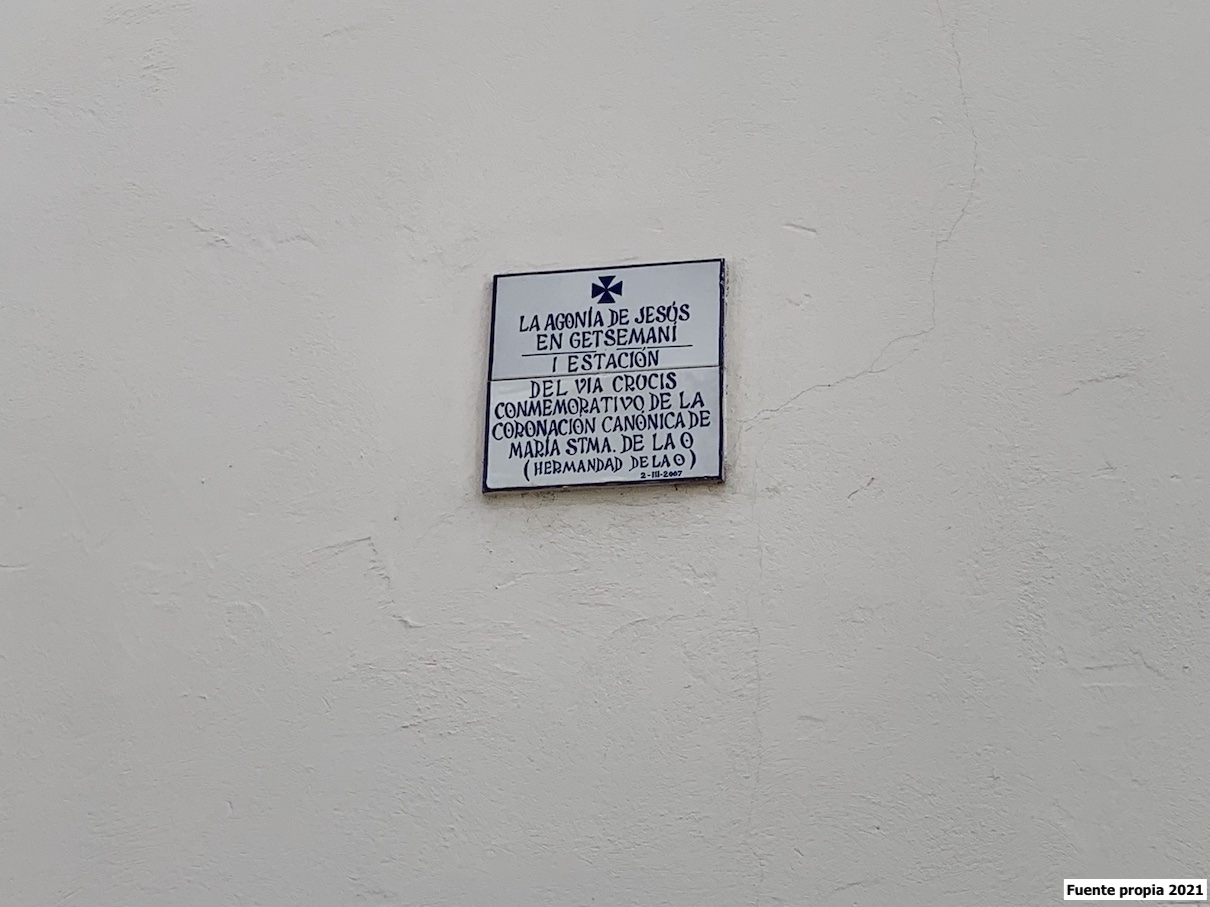 LA AGONÍA DE JESÚS
EN GETSEMANÍ
I ESTACIÓN
DEL VIA CRUCIS
CONMEMORATIVO DE LA
CORONACIÓN CANÓNICA DE
MARÍA STMA. DE LA O
(HERMANDAD DE LA O)
2-III-2007
Fuente propia 2021